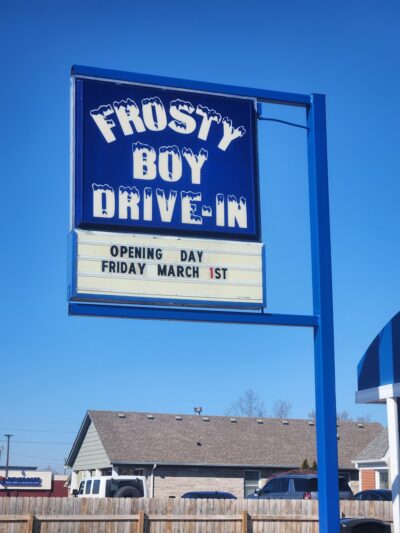 FROSTY
BOY
DRIVE-IN
OPENING DAY
FRIDAY MARCH 1ST